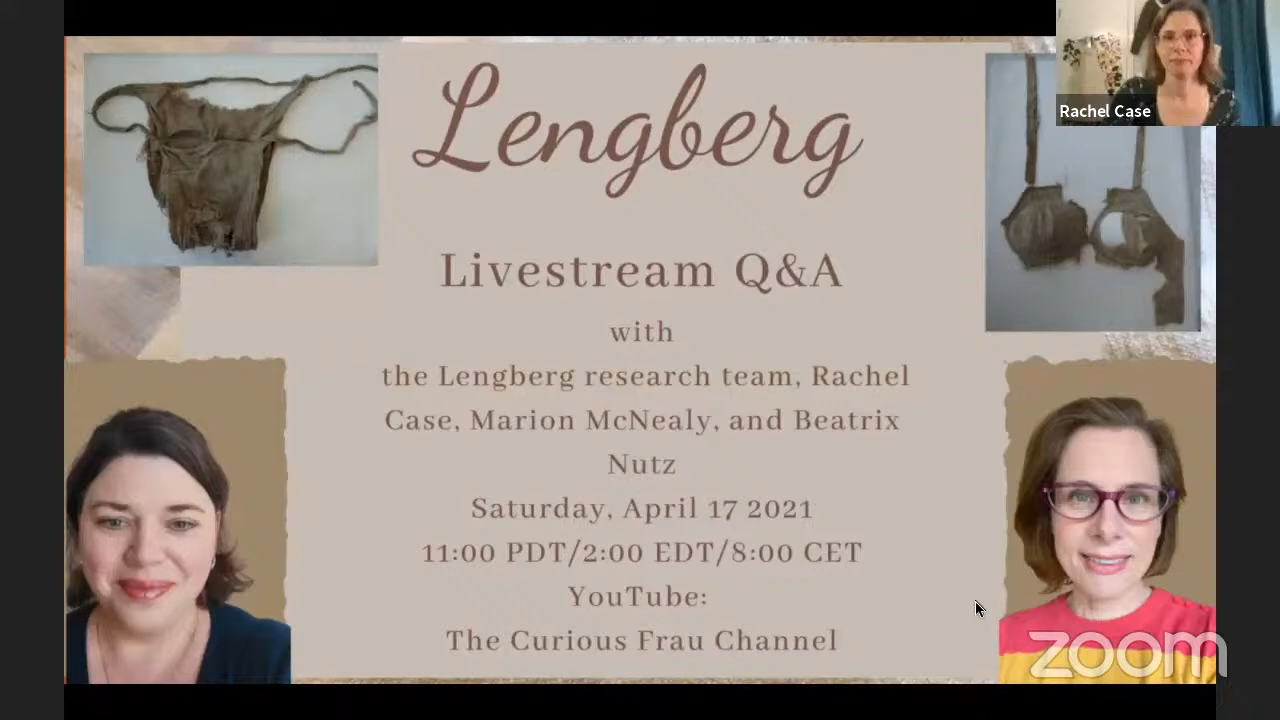 Lengberg
Rachel Case
Livestream Q&A
with
the Lengberg research team, Rachel
Case, Marion McNealy, and Beatrix
Nutz
Saturday, April 17 2021
11:00 PDT/2:00 EDT/8:00 CET
YouTube:
The Curious Frau Channel
zoom